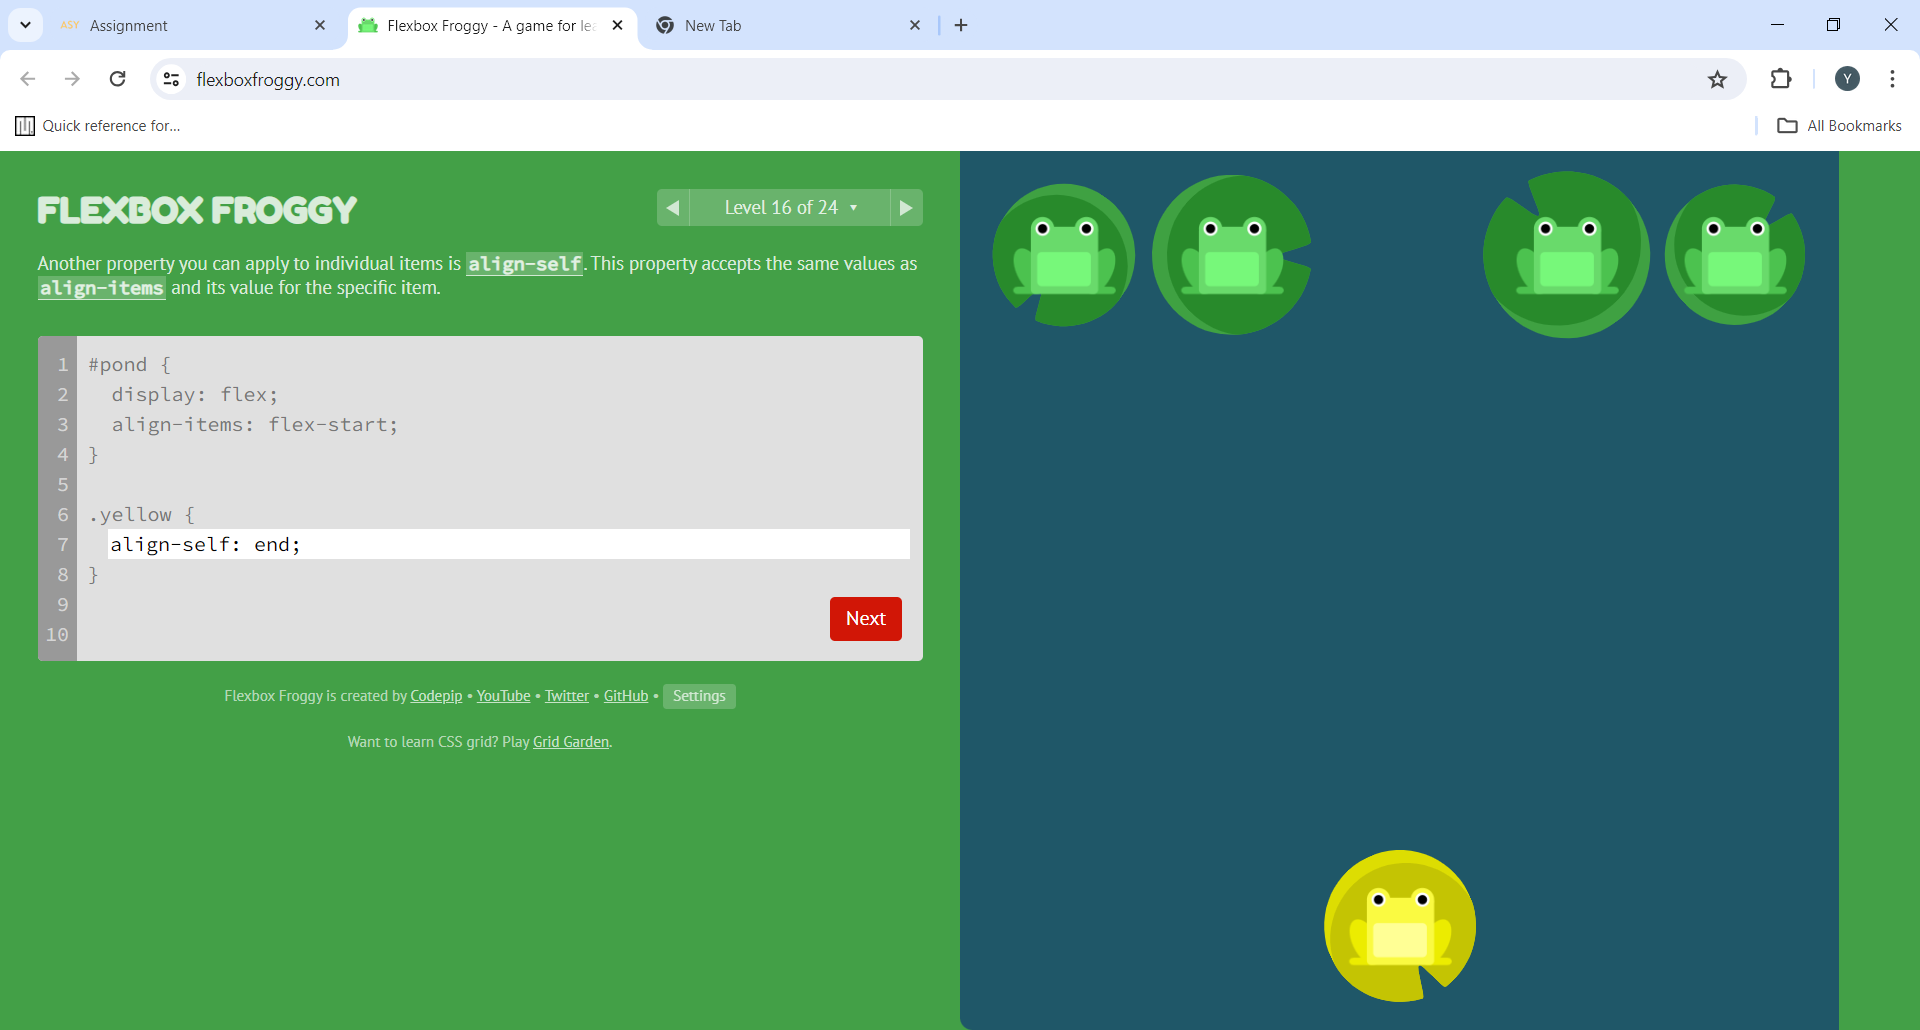 ASY Assignment
Flexbox Froggy - A game for le
New Tab
flexboxfroggy.com
Y
Quick reference for...
All Bookmarks
FLEXBOX FROGGY
Level 16 of 24
Another property you can apply to individual items is align-self. This property accepts the same values as
align-items and its value for the specific item.
1 #pond {
2 display: flex;
3 align-items: flex-start;
4 }
5
6 .yellow {
7 align-self: end;
8 }
9
10
Next
Flexbox Froggy is created by Codepip • YouTube • Twitter • GitHub • Settings
Want to learn CSS grid? Play Grid Garden.